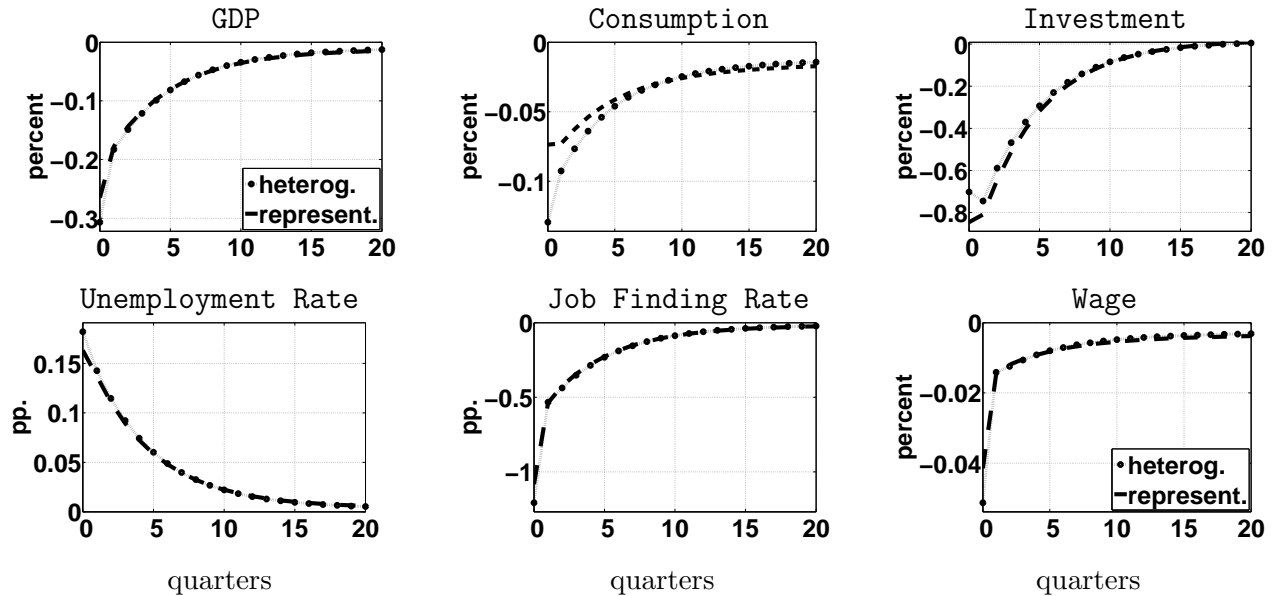 GDP
Consumption
Investment
0
−0.1
−0.2
−0.3
percent
0 5 10 15 20
heterog.
represent.
0
−0.05
−0.1
percent
0 5 10 15 20
0
−0.2
−0.4
−0.6
−0.8
percent
0 5 10 15 20
Unemployment Rate
Job Finding Rate
Wage
0.15
0.1
0.05
0
pp.
0 5 10 15 20
quarters
0
−0.5
−1
pp.
0 5 10 15 20
quarters
0
−0.02
−0.04
percent
0 5 10 15 20
heterog.
represent.
quarters